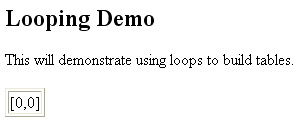 Looping Demo
This will demonstrate using loops to build tables.
[0,0]